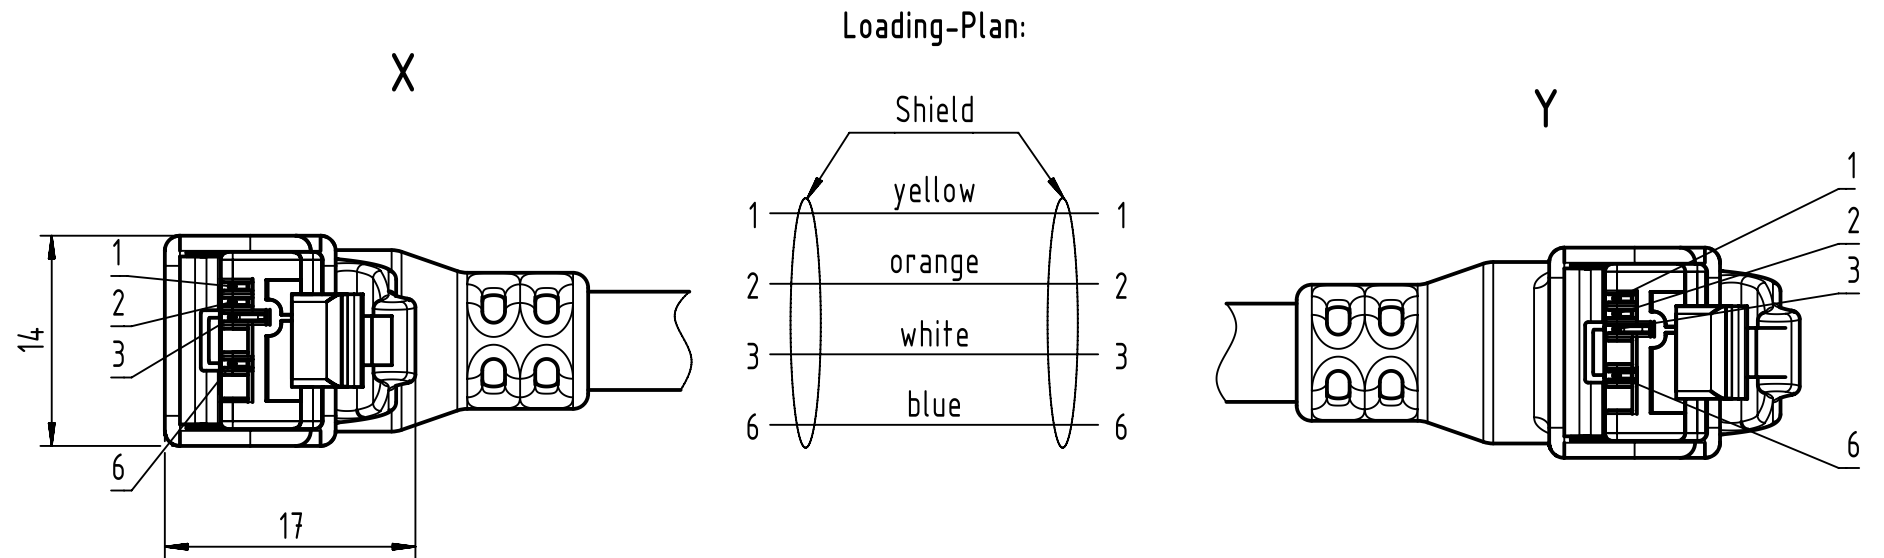 Loading-Plan:
X
Shield
Y
yellow
1 1
orange
2 2
white
3 3
blue
6 6
1
2
3
6
14
17
1
2
3
6